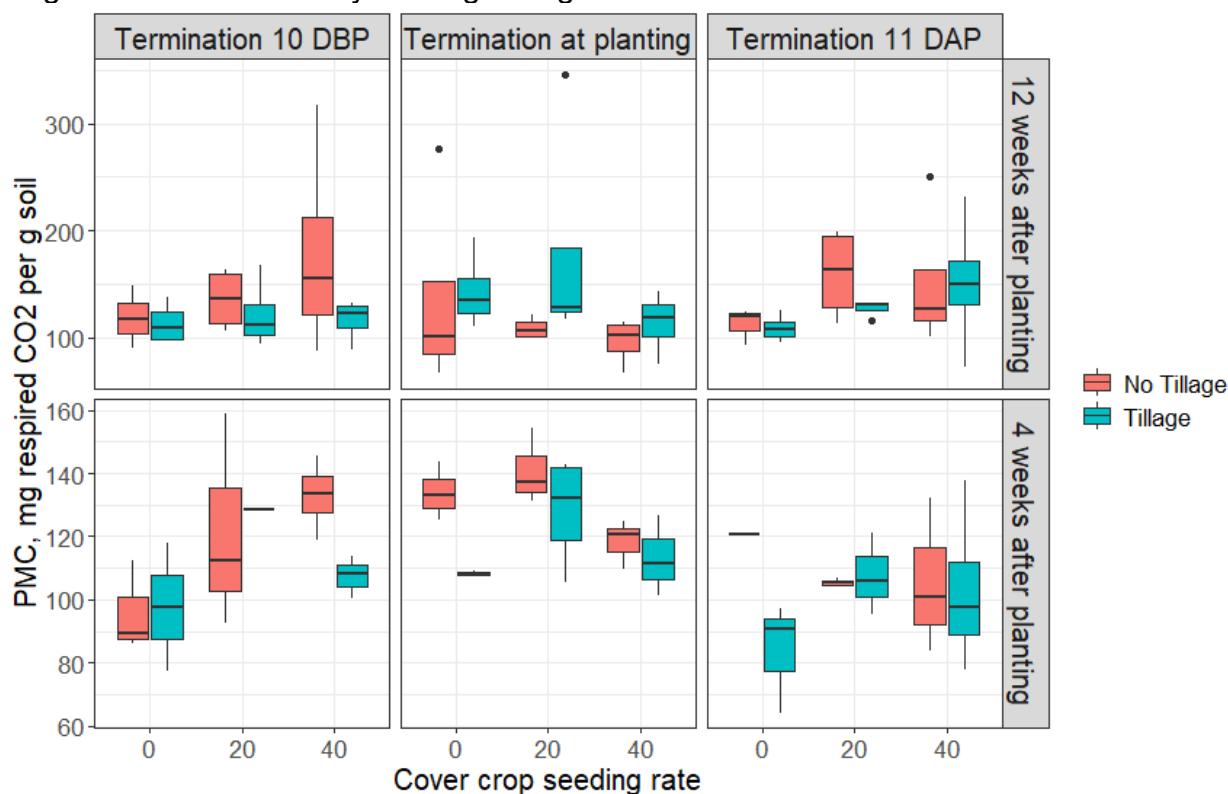 Termination 10 DBP
Termination at planting
Termination 11 DAP
300
200
100
12 weeks after planting
160
140
120
100
80
60
4 weeks after planting
PMC, mg respired CO2 per g soil
0 20 40
0 20 40
0 20 40
Cover crop seeding rate
No Tillage
Tillage